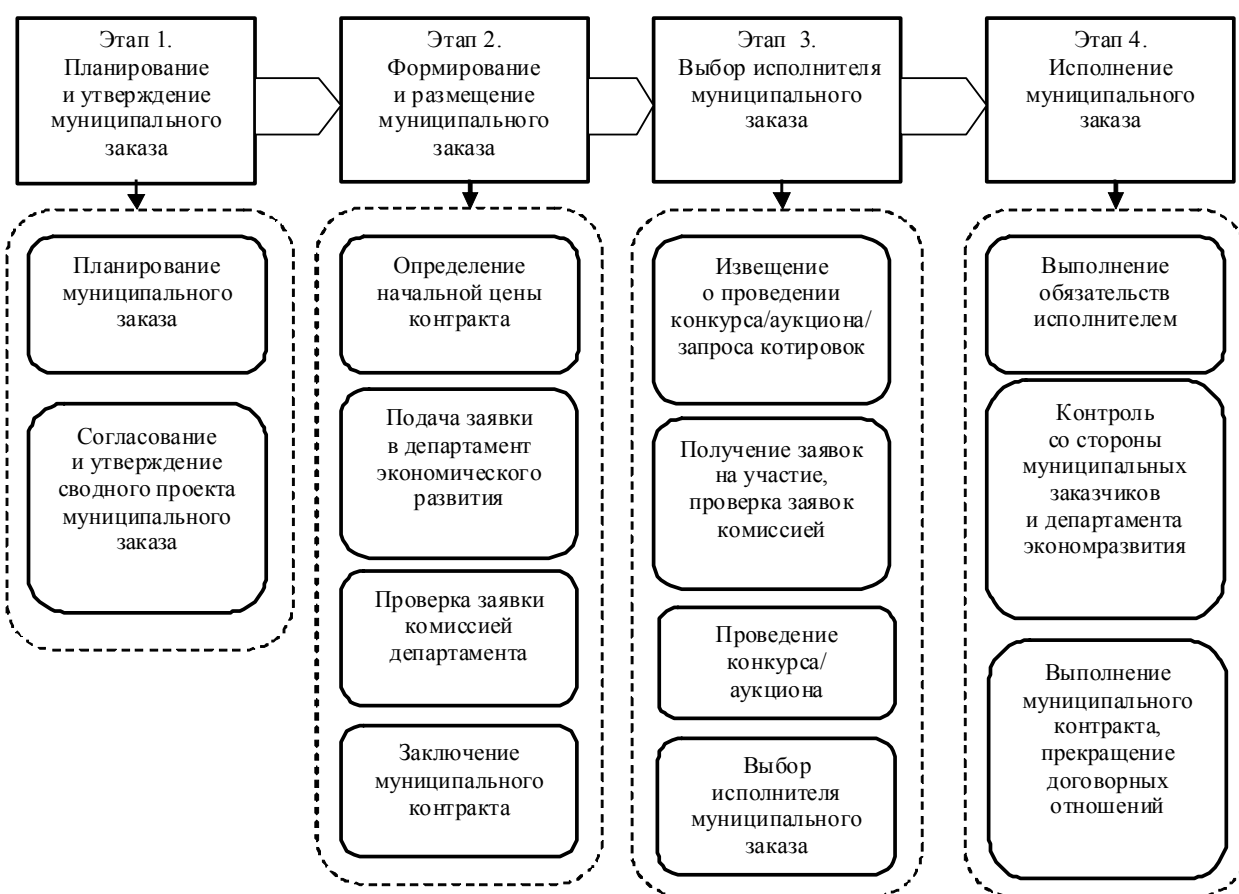 Этап 1.
Планирование
и утверждение
муниципального
заказа
Этап 2.
Формирование
и размещение
муниципального
заказа
Этап 3.
Выбор исполнителя
муниципального
заказа
Этап 4.
Исполнение
муниципального
заказа
Планирование
муниципального
заказа
Согласование
и утверждение
сводного проекта
муниципального
заказа
Определение
начальной цены
контракта
Подача заявки
в департамент
экономического
развития
Проверка заявки
комиссией
департамента
Заключение
муниципального
контракта
Извещение
о проведении
конкурса/аукциона/
запроса котировок
Получение заявок
на участие,
проверка заявок
комиссией
Проведение
конкурса/
аукциона
Выбор
исполнителя
муниципального
заказа
Выполнение
обязательств
исполнителем
Контроль
со стороны
муниципальных
заказчиков
и департамента
экономразвития
Выполнение
муниципального
контракта,
прекращение
договорных
отношений